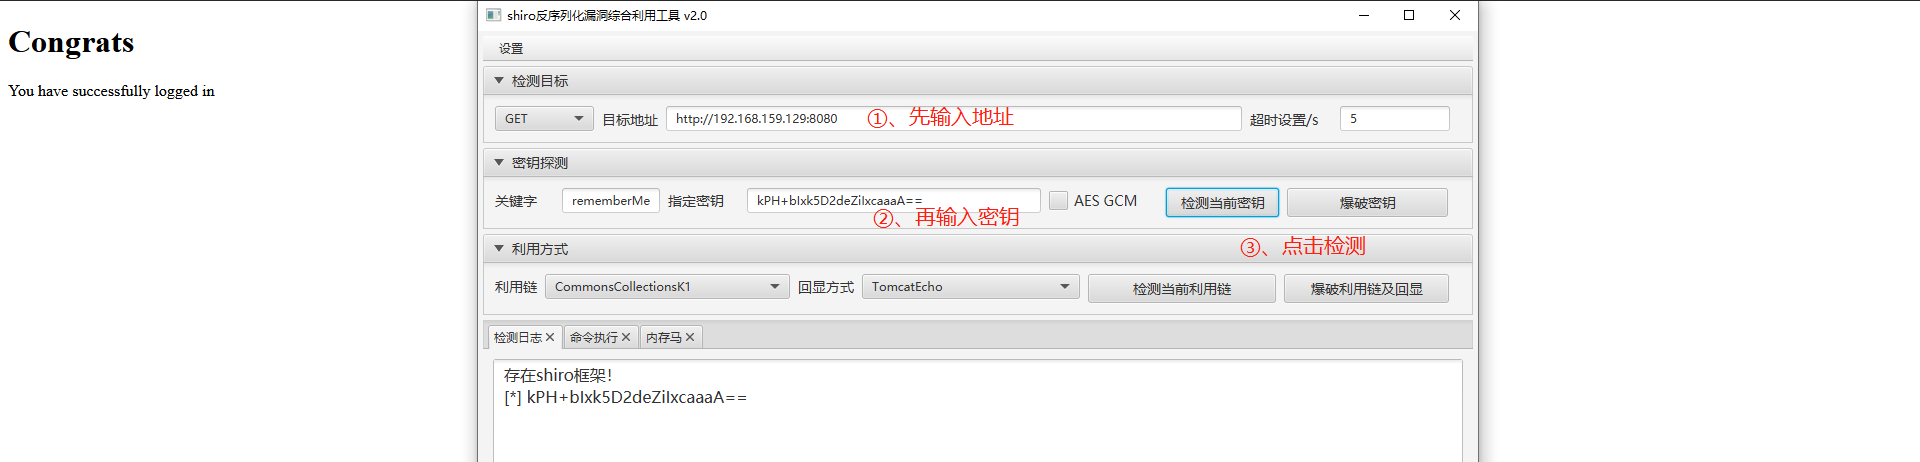 Congrats
You have successfully logged in
shiro反序列化漏洞综合利用工具 v2.0
设置
检测目标
GET 目标地址 http://192.168.159.129:8080 ①、先输入地址 超时设置/s 5
密钥探测
关键字 rememberMe 指定密钥 kPH+bIxk5D2deZiIxcaaaA== AES GCM 检测当前密钥 爆破密钥
②、再输入密钥
利用方式
③、点击检测
利用链 CommonsCollectionsK1 回显方式 TomcatEcho 检测当前利用链 爆破利用链及回显
检测日志 命令执行 内存马
存在shiro框架!
[*] kPH+bIxk5D2deZiIxcaaaA==